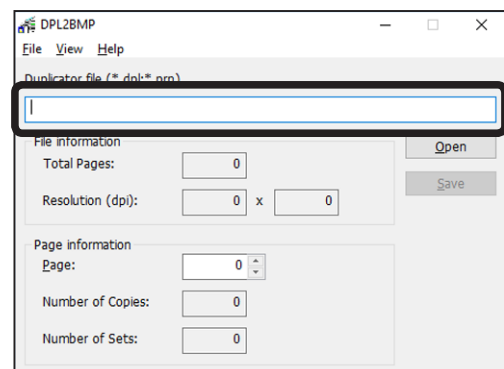 DPL2BMP
File View Help
Duplicator file (*.dpl;*.prn)
File information
Open
Total Pages: 0
Save
Resolution (dpi): 0 x 0
Page information
Page: 0
Number of Copies: 0
Number of Sets: 0